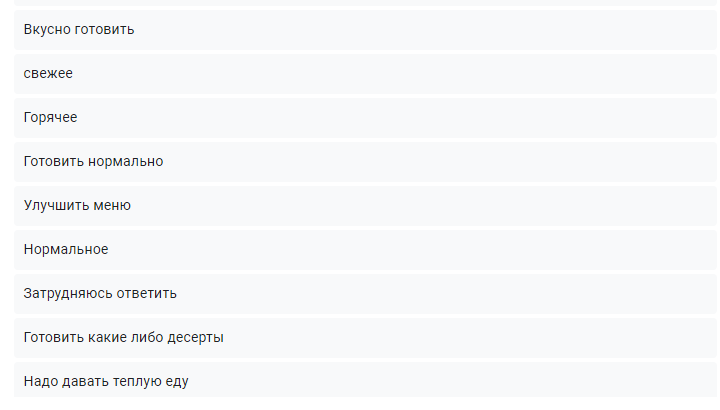 Вкусно готовить
свежее
Горячее
Готовить нормально
Улучшить меню
Нормальное
Затрудняюсь ответить
Готовить какие либо десерты
Надо давать теплую еду